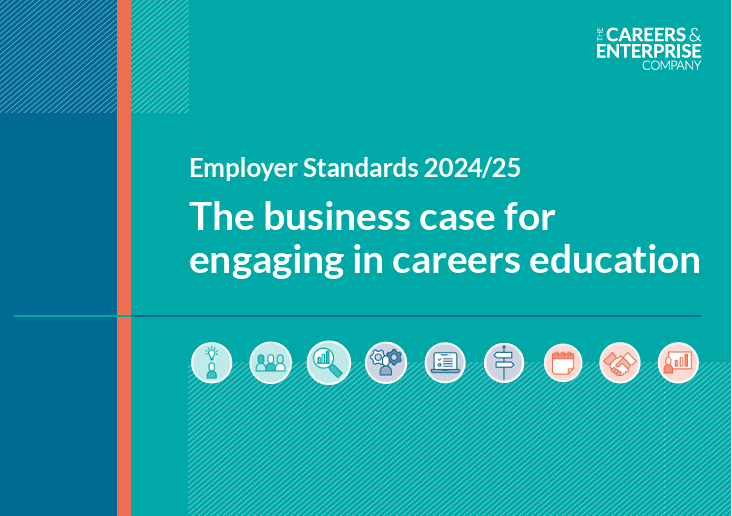 THE CAREERS &
ENTERPRISE
COMPANY
Employer Standards 2024/25
The business case for
engaging in careers education